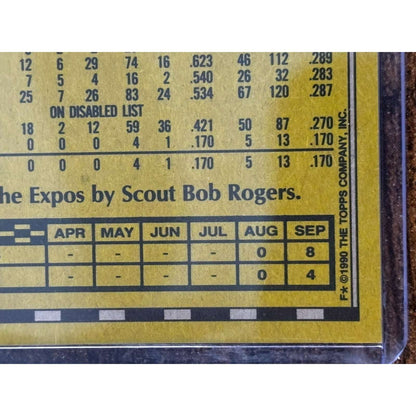 12 6 29 74 16 .623 46 112 .289
7 5 4 16 2 .540 26 32 .283
25 7 26 83 24 .534 67 120 .287
ON DISABLED LIST
18 2 12 59 36 .421 50 87 .270
0 0 0 4 1 .170 5 13 .170
0 0 0 4 1 .170 5 13 .170
he Expos by Scout Bob Rogers.
APR MAY JUN JUL AUG SEP
- - - - 0 8
- - - - 0 4
F★ ©1990 THE TOPPS COMPANY, INC.